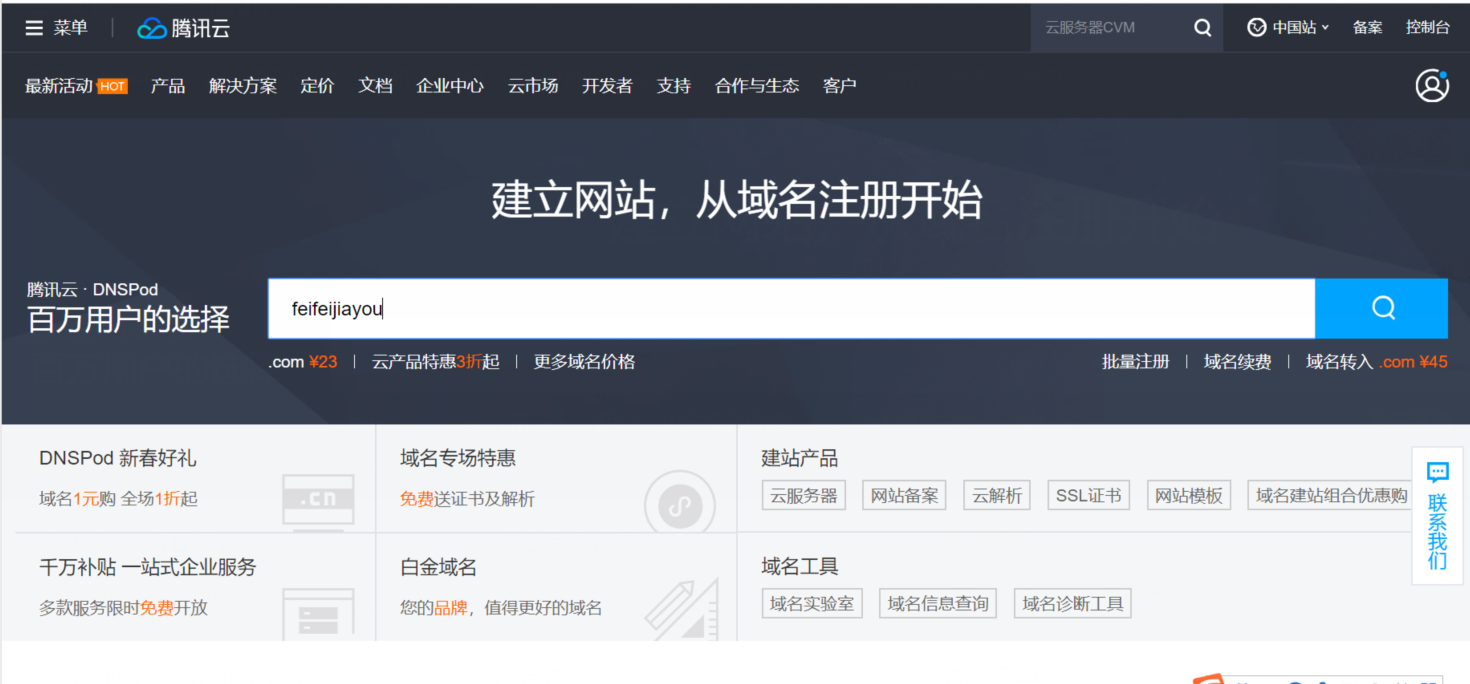 菜单 腾讯云 云服务器CVM 中国站 备案 控制台
最新活动 HOT 产品 解决方案 定价 文档 企业中心 云市场 开发者 支持 合作与生态 客户
建立网站，从域名注册开始
腾讯云 · DNSPod
百万用户的选择
feifeijiayou
.com ¥23 云产品特惠3折起 更多域名价格 批量注册 域名续费 域名转入 .com ¥45
DNSPod 新春好礼
域名1元购 全场1折起
.cn
域名专场特惠
免费送证书及解析
建站产品
云服务器 网站备案 云解析 SSL证书 网站模板 域名建站组合优惠购
千万补贴 一站式企业服务
多款服务限时免费开放
白金域名
您的品牌，值得更好的域名
域名工具
域名实验室 域名信息查询 域名诊断工具
联系我们